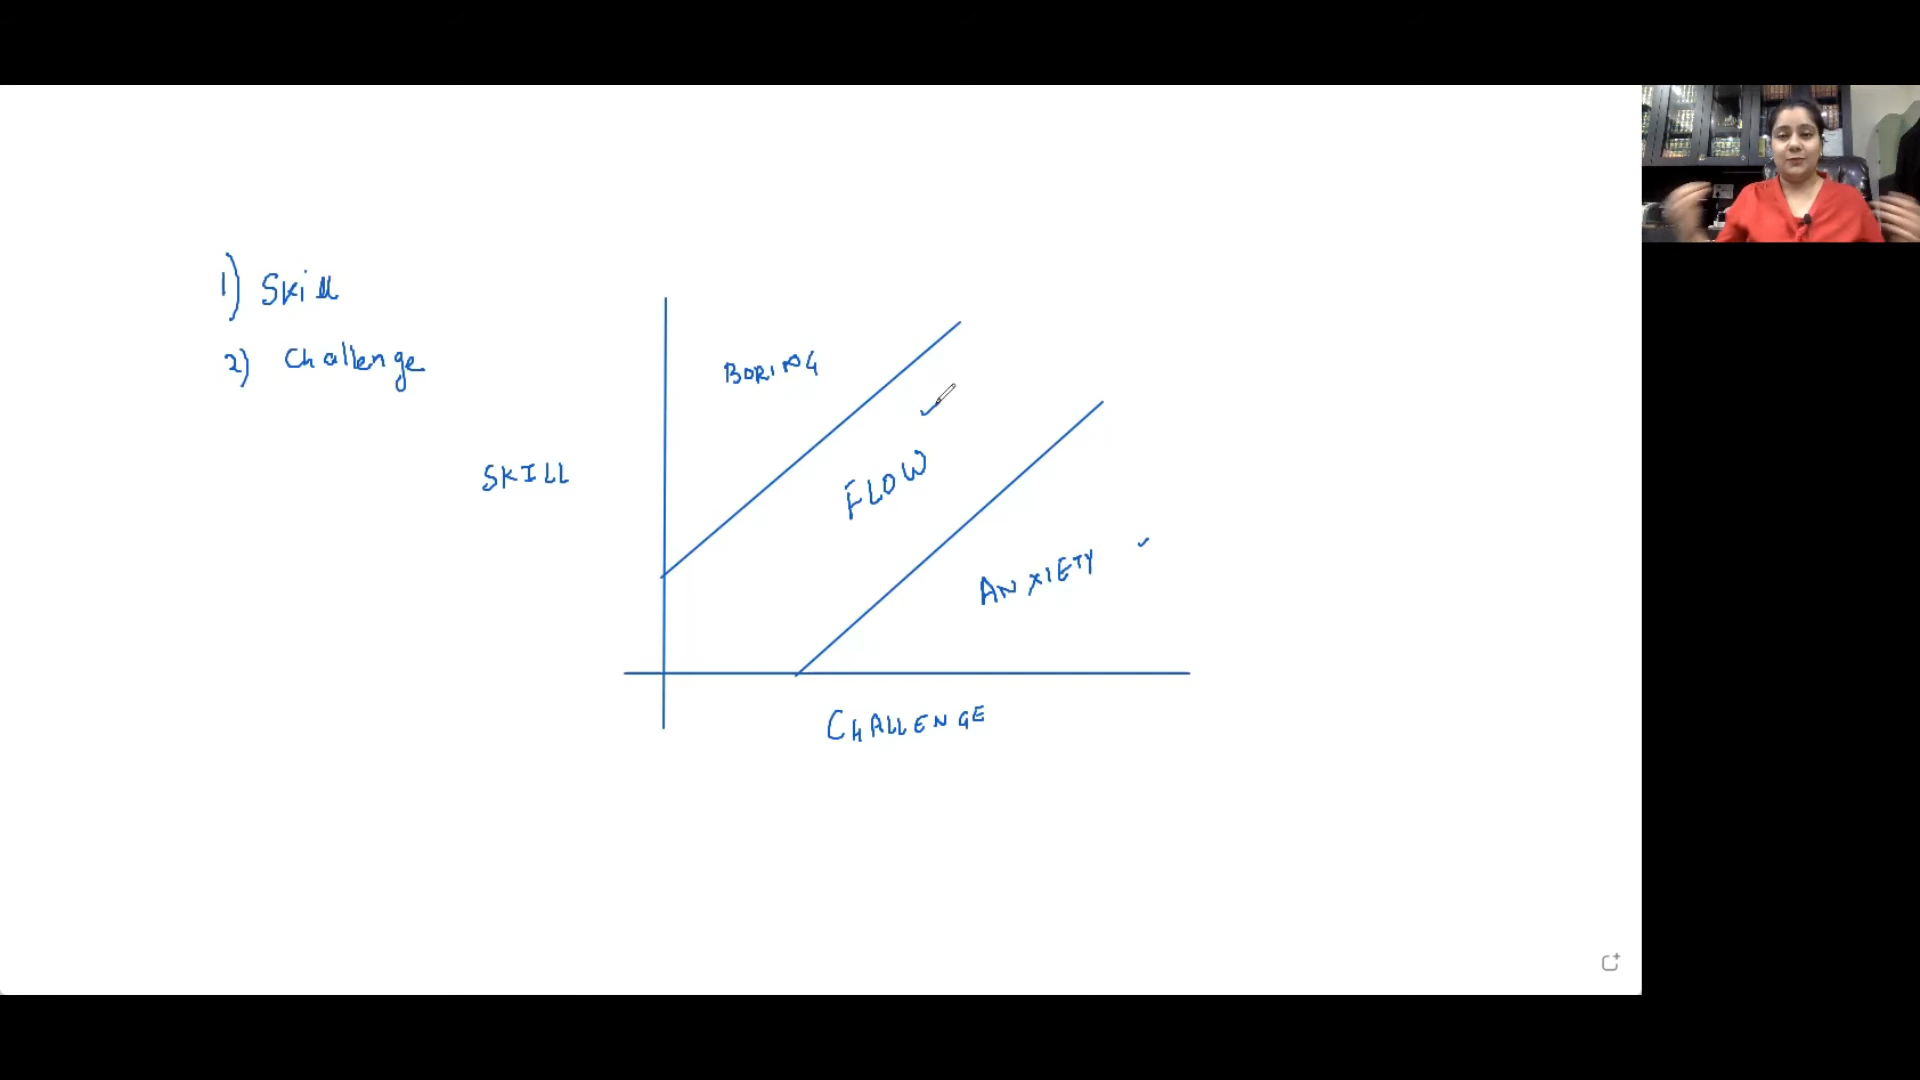 1) Skill
2) Challenge
BORING
SKILL
FLOW
ANXIETY
CHALLENGE